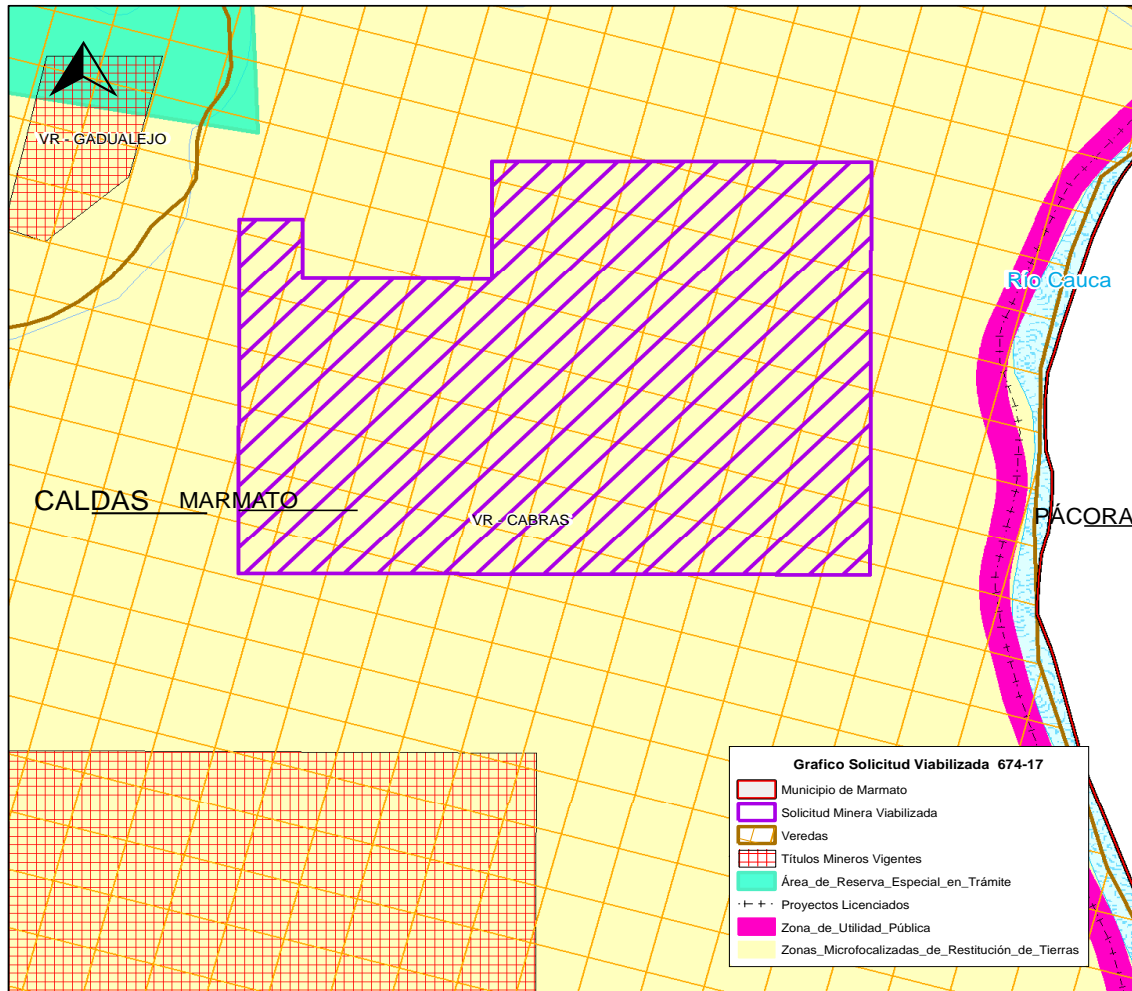 VR - GADUALEJO
Río Cauca
CALDAS MARMATO
VR - CABRAS
PÁCORA
Grafico Solicitud Viabilizada 674-17
Municipio de Marmato
Solicitud Minera Viabilizada
Veredas
Títulos Mineros Vigentes
Área_de_Reserva_Especial_en_Trámite
Proyectos Licenciados
Zona_de_Utilidad_Pública
Zonas_Microfocalizadas_de_Restitución_de_Tierras